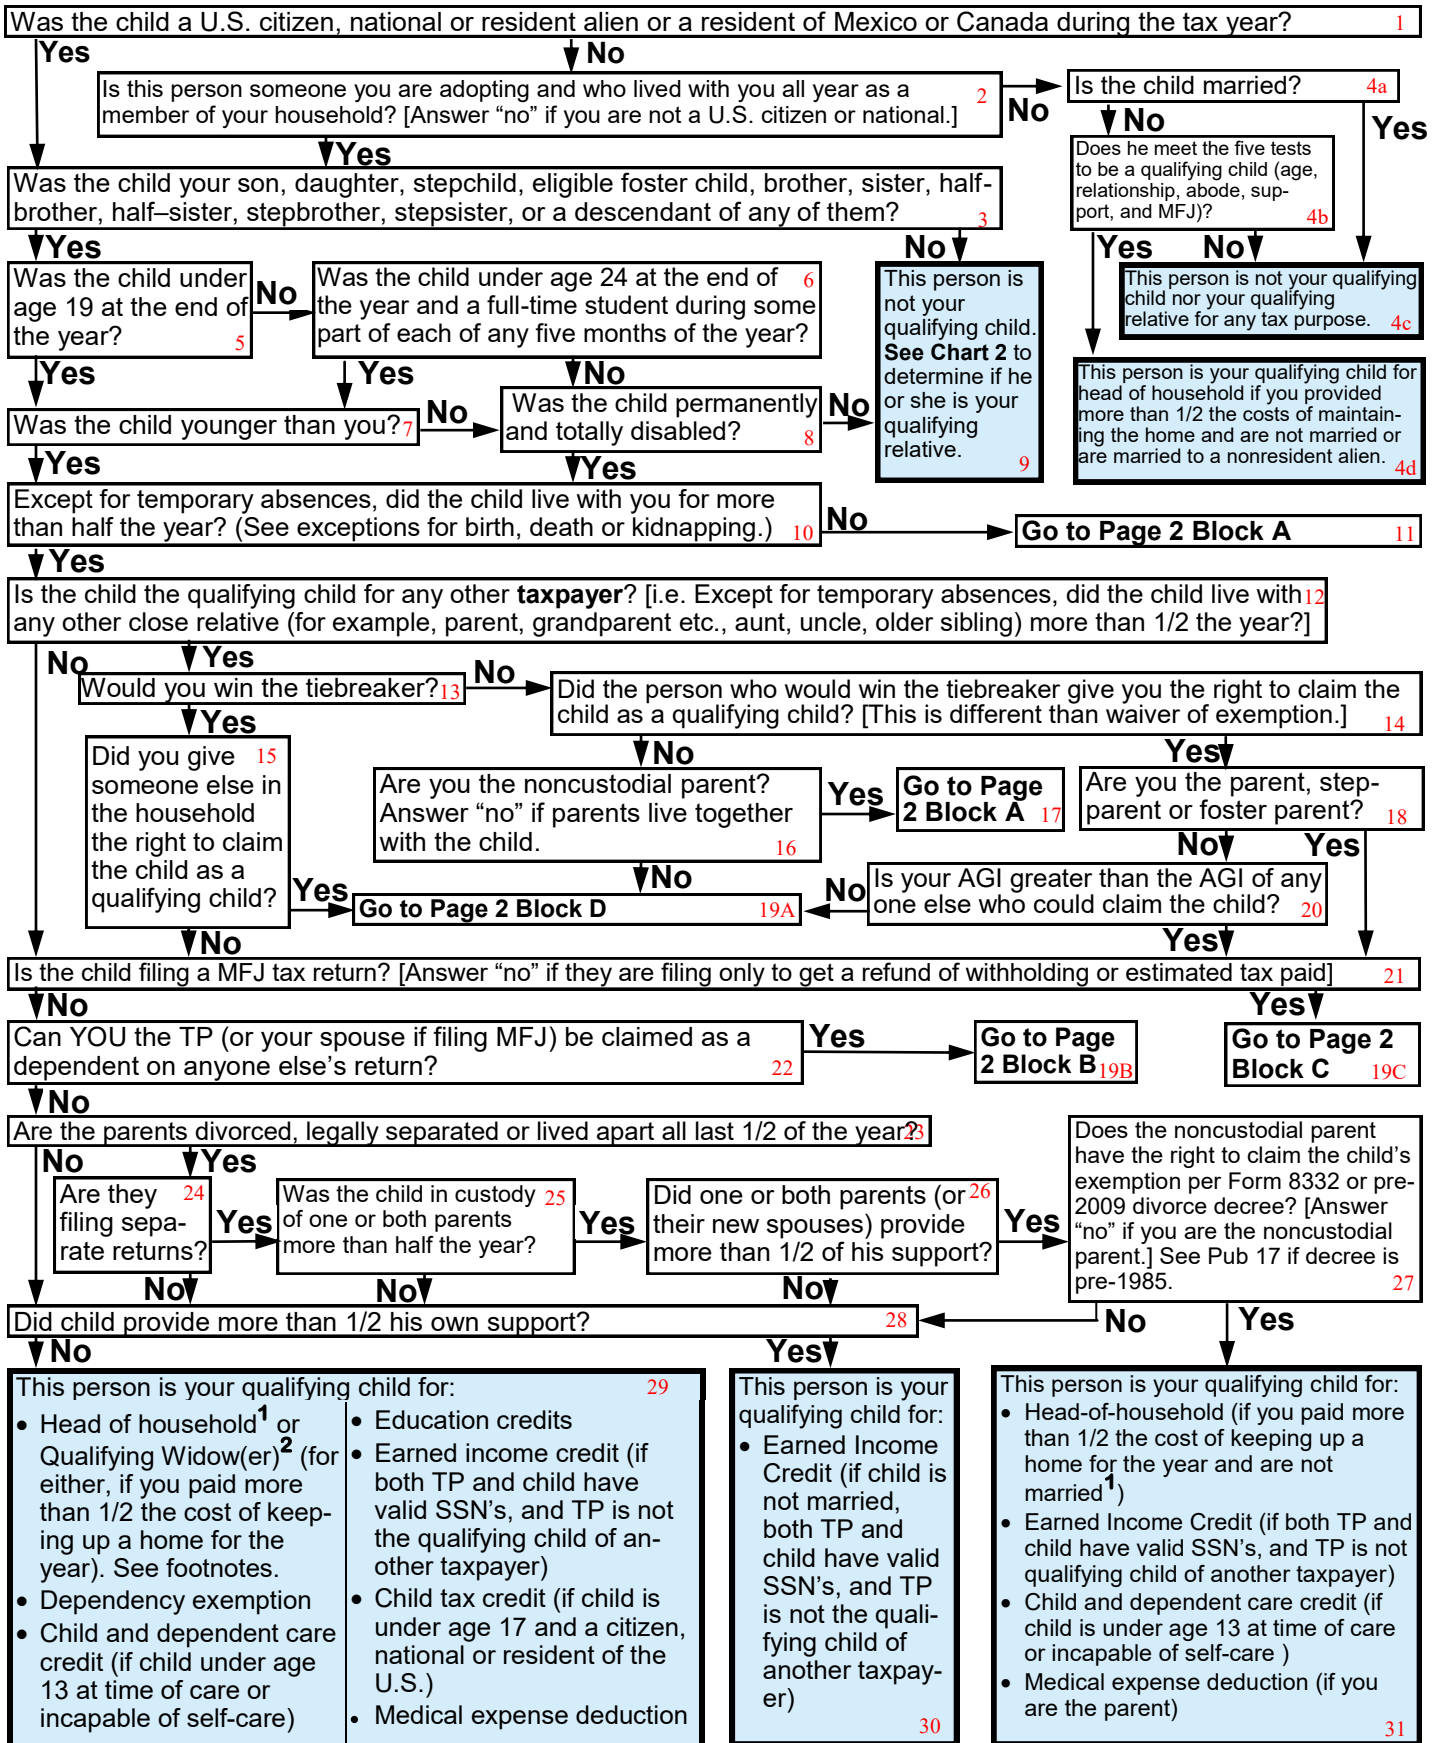 Was the child a U.S. citizen, national or resident alien or a resident of Mexico or Canada during the tax year? 1
Yes
No
Is this person someone you are adopting and who lived with you all year as a
member of your household? [Answer “no” if you are not a U.S. citizen or national.] 2
No
Is the child married? 4a
No
Yes
Yes
Does he meet the five tests
to be a qualifying child (age,
relationship, abode, sup-
port, and MFJ)? 4b
Was the child your son, daughter, stepchild, eligible foster child, brother, sister, half-
brother, half–sister, stepbrother, stepsister, or a descendant of any of them? 3
Yes
No
Yes
No
Was the child under
age 19 at the end of
the year? 5
No
Was the child under age 24 at the end of 6
the year and a full-time student during some
part of each of any five months of the year?
This person is
not your
qualifying child.
See Chart 2 to
determine if he
or she is your
qualifying
relative. 9
This person is not your qualifying
child nor your qualifying
relative for any tax purpose. 4c
Yes
Yes
No
This person is your qualifying child for
head of household if you provided
more than 1/2 the costs of maintain-
ing the home and are not married or
are married to a nonresident alien. 4d
Was the child younger than you? 7
No
Was the child permanently
and totally disabled? 8
No
Yes
Yes
Except for temporary absences, did the child live with you for more
than half the year? (See exceptions for birth, death or kidnapping.) 10
No
Go to Page 2 Block A 11
Yes
Is the child the qualifying child for any other taxpayer? [i.e. Except for temporary absences, did the child live with 12
any other close relative (for example, parent, grandparent etc., aunt, uncle, older sibling) more than 1/2 the year?]
No
Yes
Would you win the tiebreaker? 13
No
Did the person who would win the tiebreaker give you the right to claim the
child as a qualifying child? [This is different than waiver of exemption.] 14
Yes
No
Yes
Did you give 15
someone else in
the household
the right to claim
the child as a
qualifying child?
Are you the noncustodial parent?
Answer “no” if parents live together
with the child. 16
Yes
Go to Page
2 Block A 17
Are you the parent, step-
parent or foster parent? 18
No
No
Yes
Yes
Go to Page 2 Block D 19A
No
Is your AGI greater than the AGI of any
one else who could claim the child? 20
No
Yes
Is the child filing a MFJ tax return? [Answer “no” if they are filing only to get a refund of withholding or estimated tax paid] 21
No
Yes
Can YOU the TP (or your spouse if filing MFJ) be claimed as a
dependent on anyone else’s return? 22
Yes
Go to Page
2 Block B 19B
Go to Page 2
Block C 19C
No
Are the parents divorced, legally separated or lived apart all last 1/2 of the year? 23
No
Yes
Are they 24
filing sepa-
rate returns?
Yes
Was the child in custody 25
of one or both parents
more than half the year?
Yes
Did one or both parents (or 26
their new spouses) provide
more than 1/2 of his support?
Yes
Does the noncustodial parent
have the right to claim the child’s
exemption per Form 8332 or pre-
2009 divorce decree? [Answer
“no” if you are the noncustodial
parent.] See Pub 17 if decree is
pre-1985. 27
No
No
No
Did child provide more than 1/2 his own support? 28
No
Yes
No
Yes
This person is your qualifying child for: 29
• Head of household1 or
Qualifying Widow(er)2 (for
either, if you paid more
than 1/2 the cost of keep-
ing up a home for the
year). See footnotes.
• Dependency exemption
• Child and dependent care
credit (if child under age
13 at time of care or
incapable of self-care)
• Education credits
• Earned income credit (if
both TP and child have
valid SSN’s, and TP is not
the qualifying child of an-
other taxpayer)
• Child tax credit (if child is
under age 17 and a citizen,
national or resident of the
U.S.)
• Medical expense deduction
This person is your
qualifying child for:
• Earned Income
Credit (if child is
not married,
both TP and
child have valid
SSN’s, and TP
is not the quali-
fying child of
another taxpay-
er)
30
This person is your qualifying child for:
• Head-of-household (if you paid more
than 1/2 the cost of keeping up a
home for the year and are not
married1)
• Earned Income Credit (if both TP and
child have valid SSN’s, and TP is not
qualifying child of another taxpayer)
• Child and dependent care credit (if
child is under age 13 at time of care
or incapable of self-care )
• Medical expense deduction (if you
are the parent)
31